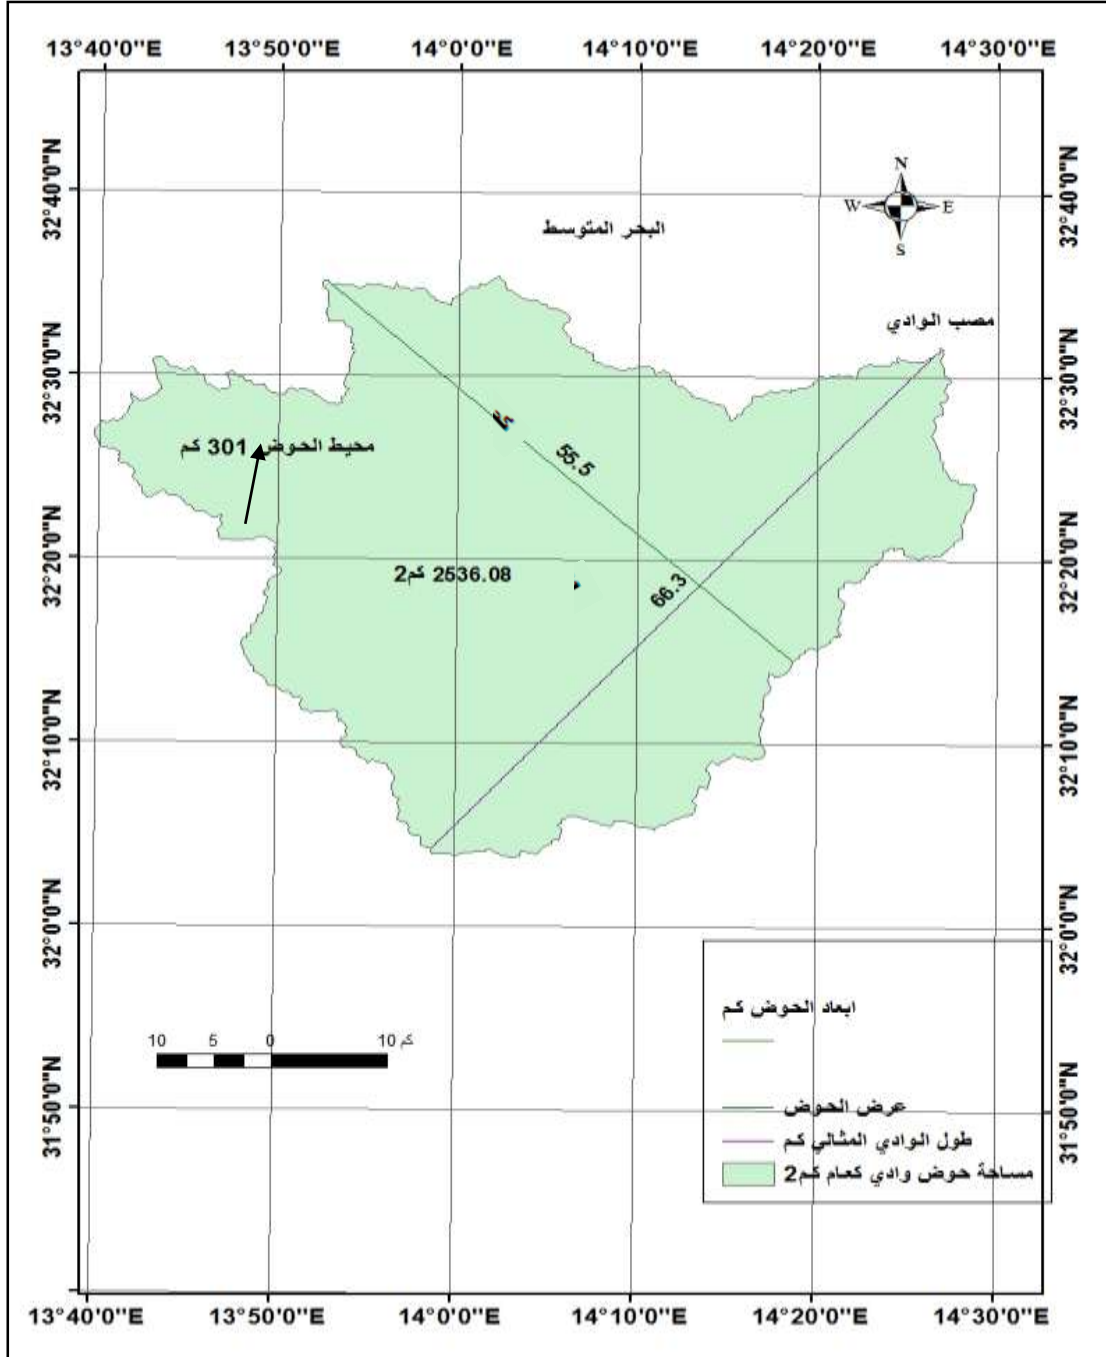 13°40'0"E 13°50'0"E 14°0'0"E 14°10'0"E 14°20'0"E 14°30'0"E
32°40'0"N 32°40'0"N
N
W E
S
البحر المتوسط
مصب الوادي
32°30'0"N 32°30'0"N
محيط الحوض 301 كم
55.5
32°20'0"N 32°20'0"N
2536.08 كم2
66.3
32°10'0"N 32°10'0"N
32°0'0"N 32°0'0"N
ابعاد الحوض كم
10 5 0 10 كم
عرض الحوض
31°50'0"N 31°50'0"N
طول الوادي المثالي كم
مساحة حوض وادي كعام كم2
13°40'0"E 13°50'0"E 14°0'0"E 14°10'0"E 14°20'0"E 14°30'0"E